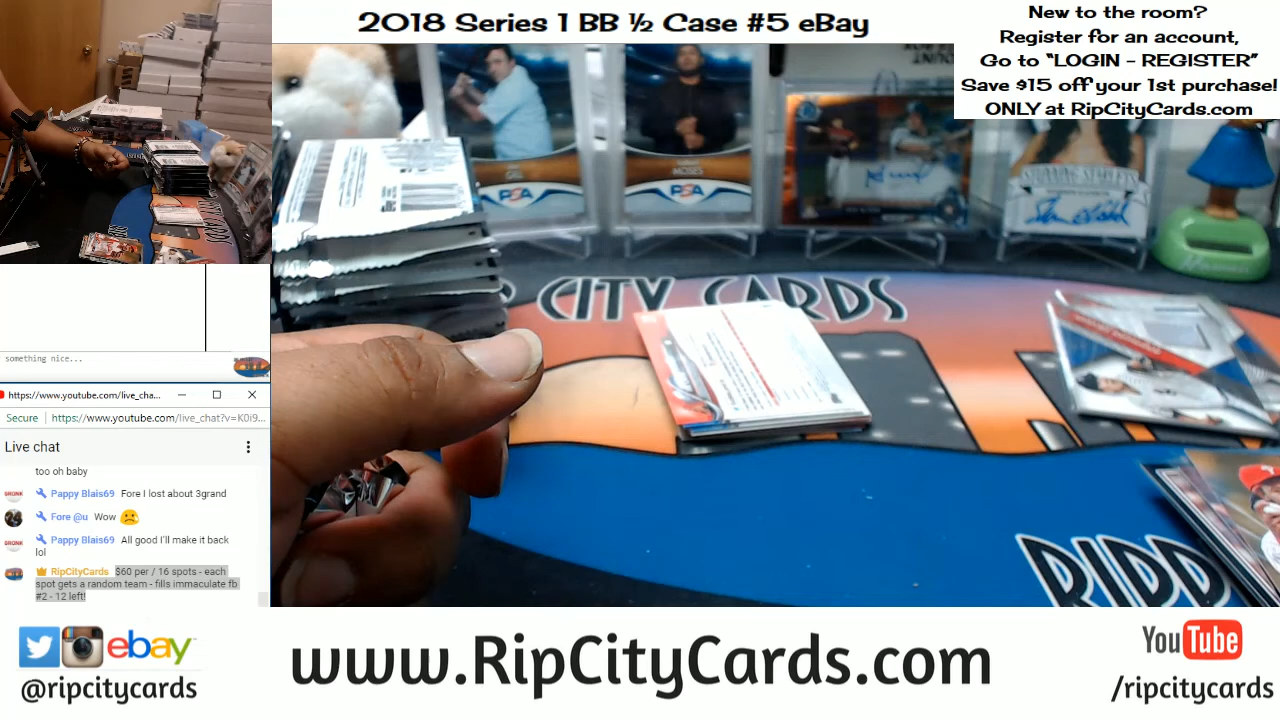 2018 Series 1 BB ½ Case #5 eBay
New to the room?
Register for an account,
Go to “LOGIN - REGISTER”
Save $15 off your 1st purchase!
ONLY at RipCityCards.com
PSA
PSA
CITY CARDS
RIDD
something nice...
https://www.youtube.com/live_cha...
Secure https://www.youtube.com/live_chat?v=K0i9...
Live chat
too oh baby
Pappy Blais69 Fore I lost about 3grand
Fore @u Wow
Pappy Blais69 All good I'll make it back
lol
RipCityCards $60 per / 16 spots - each
spot gets a random team - fills immaculate fb
#2 - 12 left!
ebay
@ripcitycards
www.RipCityCards.com
YouTube
/ripcitycards